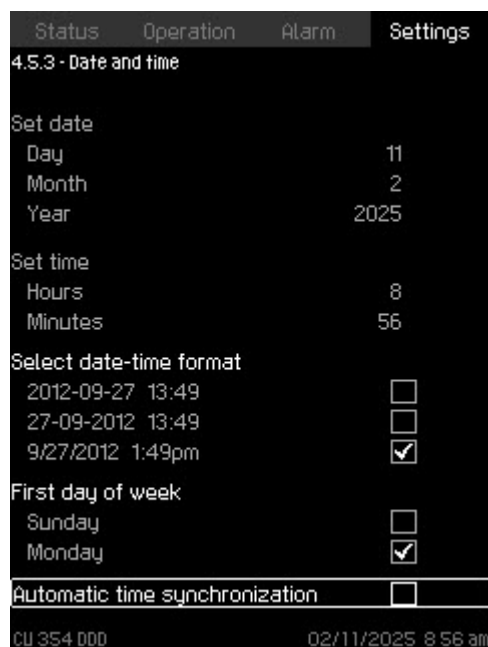 Status Operation Alarm Settings
4.5.3 - Date and time
Set date
Day 11
Month 2
Year 2025
Set time
Hours 8
Minutes 56
Select date-time format
2012-09-27 13:49
27-09-2012 13:49
9/27/2012 1:49pm
First day of week
Sunday
Monday
Automatic time synchronization
CU 354 DDD 02/11/2025 8:56 am